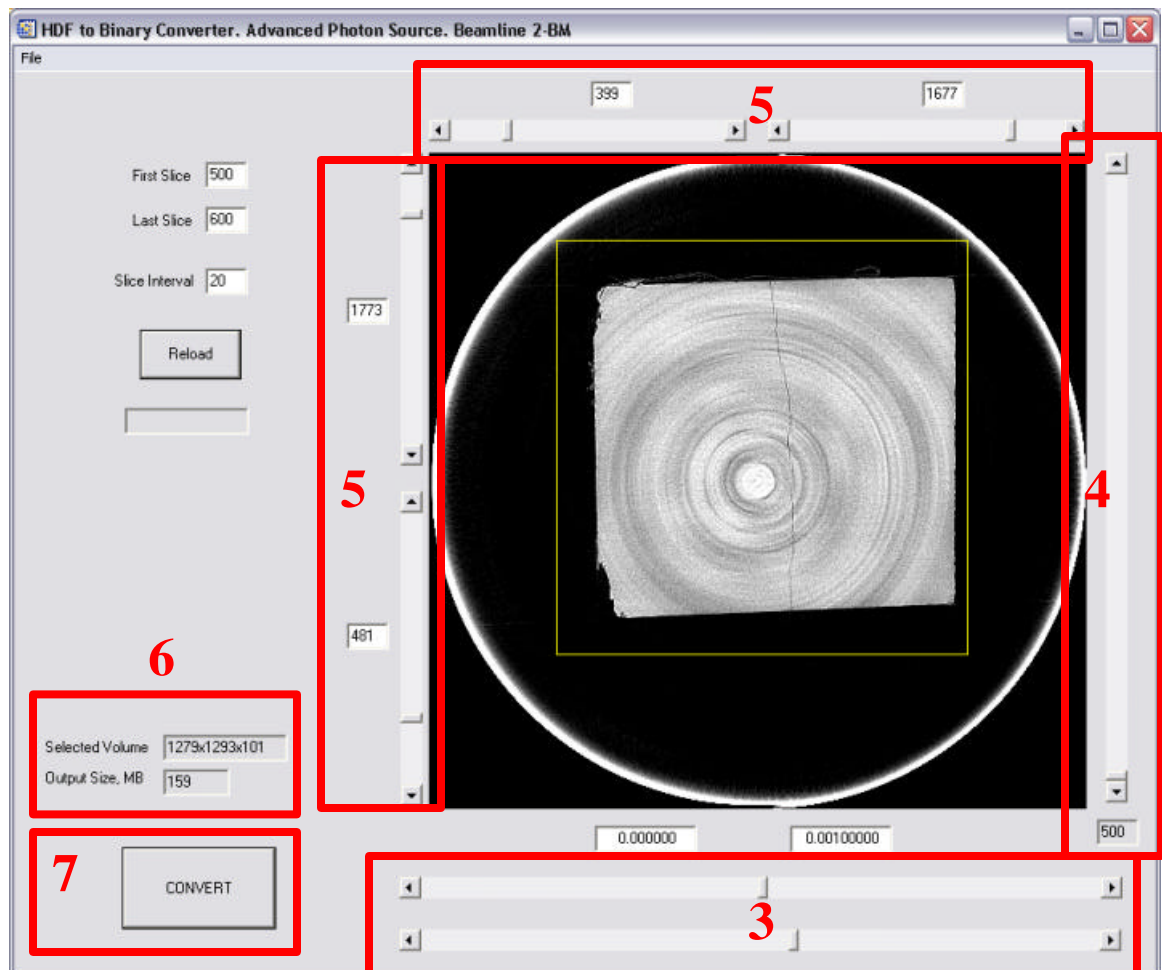 HDF to Binary Converter. Advanced Photon Source. Beamline 2-BM
File
399
5
1677
First Slice 500
Last Slice 600
Slice Interval 20
1773
Reload
5
4
481
6
Selected Volume 1279x1293x101
Output Size, MB 159
0.000000
0.00100000
500
7
CONVERT
3